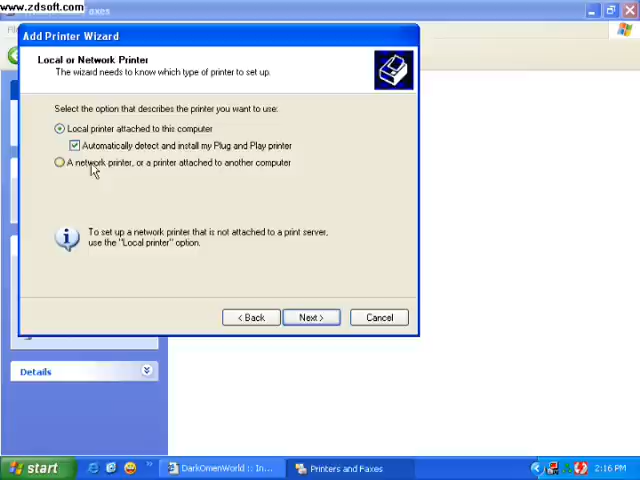 www.zdsoft.com
Faxes
Add Printer Wizard
Local or Network Printer
The wizard needs to know which type of printer to set up.
Select the option that describes the printer you want to use:
Local printer attached to this computer
Automatically detect and install my Plug and Play printer
A network printer, or a printer attached to another computer
To set up a network printer that is not attached to a print server,
use the "Local printer" option.
< Back
Next >
Cancel
Details
start
DarkOmenWorld :: In...
Printers and Faxes
2:16 PM